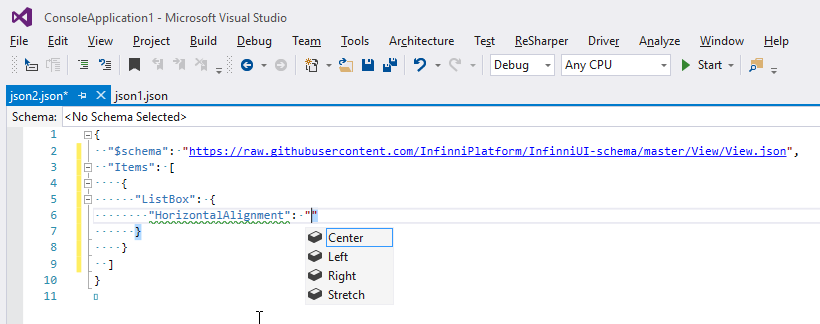 ConsoleApplication1 - Microsoft Visual Studio
File Edit View Project Build Debug Team Tools Architecture Test ReSharper Driver Analyze Window Help
Debug Any CPU Start
json2.json* json1.json
Schema: <No Schema Selected>
1 {
2 "$schema": "https://raw.githubusercontent.com/InfinniPlatform/InfinniUI-schema/master/View/View.json",
3 "Items": [
4 {
5 "ListBox": {
6 "HorizontalAlignment": ""
7 }
8 }
9 ]
10 }
11
Center
Left
Right
Stretch